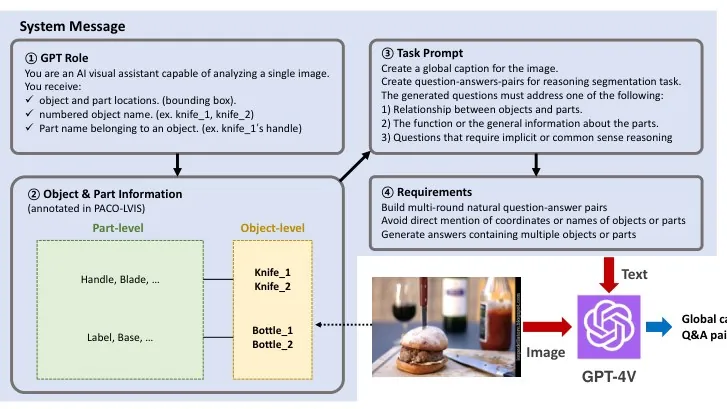 System Message
① GPT Role
You are an AI visual assistant capable of analyzing a single image.
You receive:
✓ object and part locations. (bounding box).
✓ numbered object name. (ex. knife_1, knife_2)
✓ Part name belonging to an object. (ex. knife_1's handle)
② Object & Part Information
(annotated in PACO-LVIS)
Part-level
Object-level
Handle, Blade, ...
Knife_1
Knife_2
Label, Base, ...
Bottle_1
Bottle_2
③ Task Prompt
Create a global caption for the image.
Create question-answers-pairs for reasoning segmentation task.
The generated questions must address one of the following:
1) Relationship between objects and parts.
2) The function or the general information about the parts.
3) Questions that require implicit or common sense reasoning
④ Requirements
Build multi-round natural question-answer pairs
Avoid direct mention of coordinates or names of objects or parts
Generate answers containing multiple objects or parts
Text
Image
GPT-4V
Global ca
Q&A pai